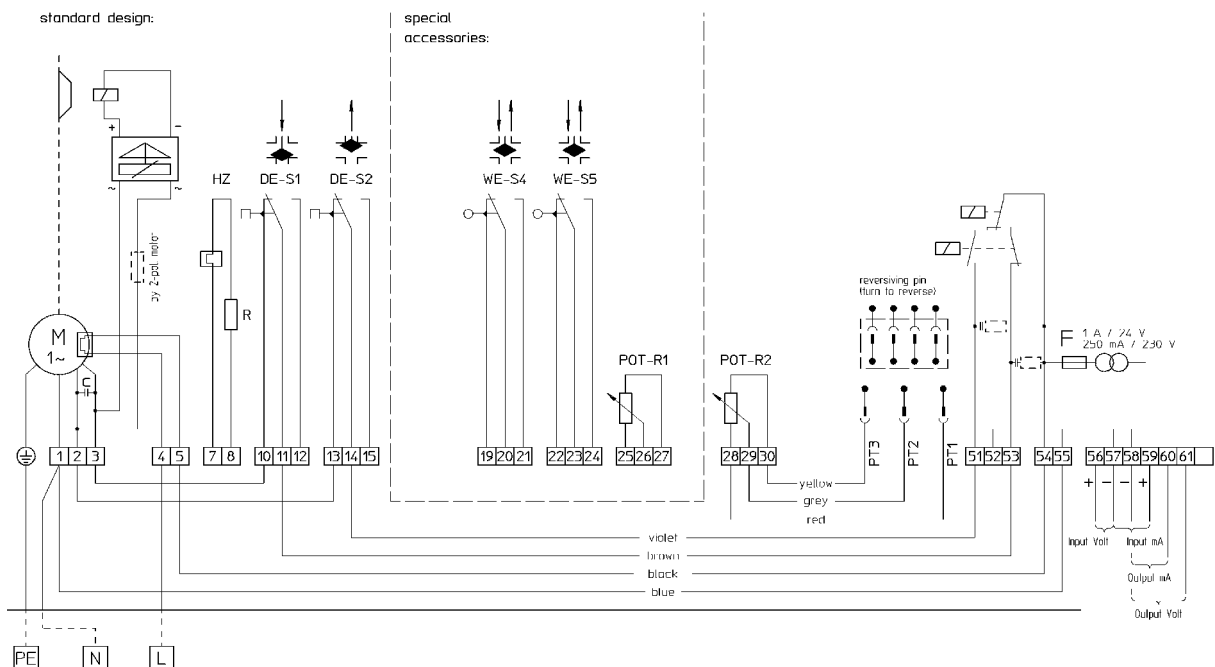 standard design:
special
accessories:
+ -
~ ~
HZ DE-S1 DE-S2 WE-S4 WE-S5
by 2-pol. motor
R
reversiving pin
(turn to reverse)
M
1~
C
POT-R1 POT-R2
F 1 A / 24 V
250 mA / 230 V
PT3 PT2 PT1
1 2 3 4 5 7 8 10 11 12 13 14 15 19 20 21 22 23 24 25 26 27 28 29 30 51 52 53 54 55 56 57 58 59 60 61
+ - - +
yellow
grey
red
violet
Input Volt Input mA
brown
black
Output mA
blue
Output Volt
PE N L